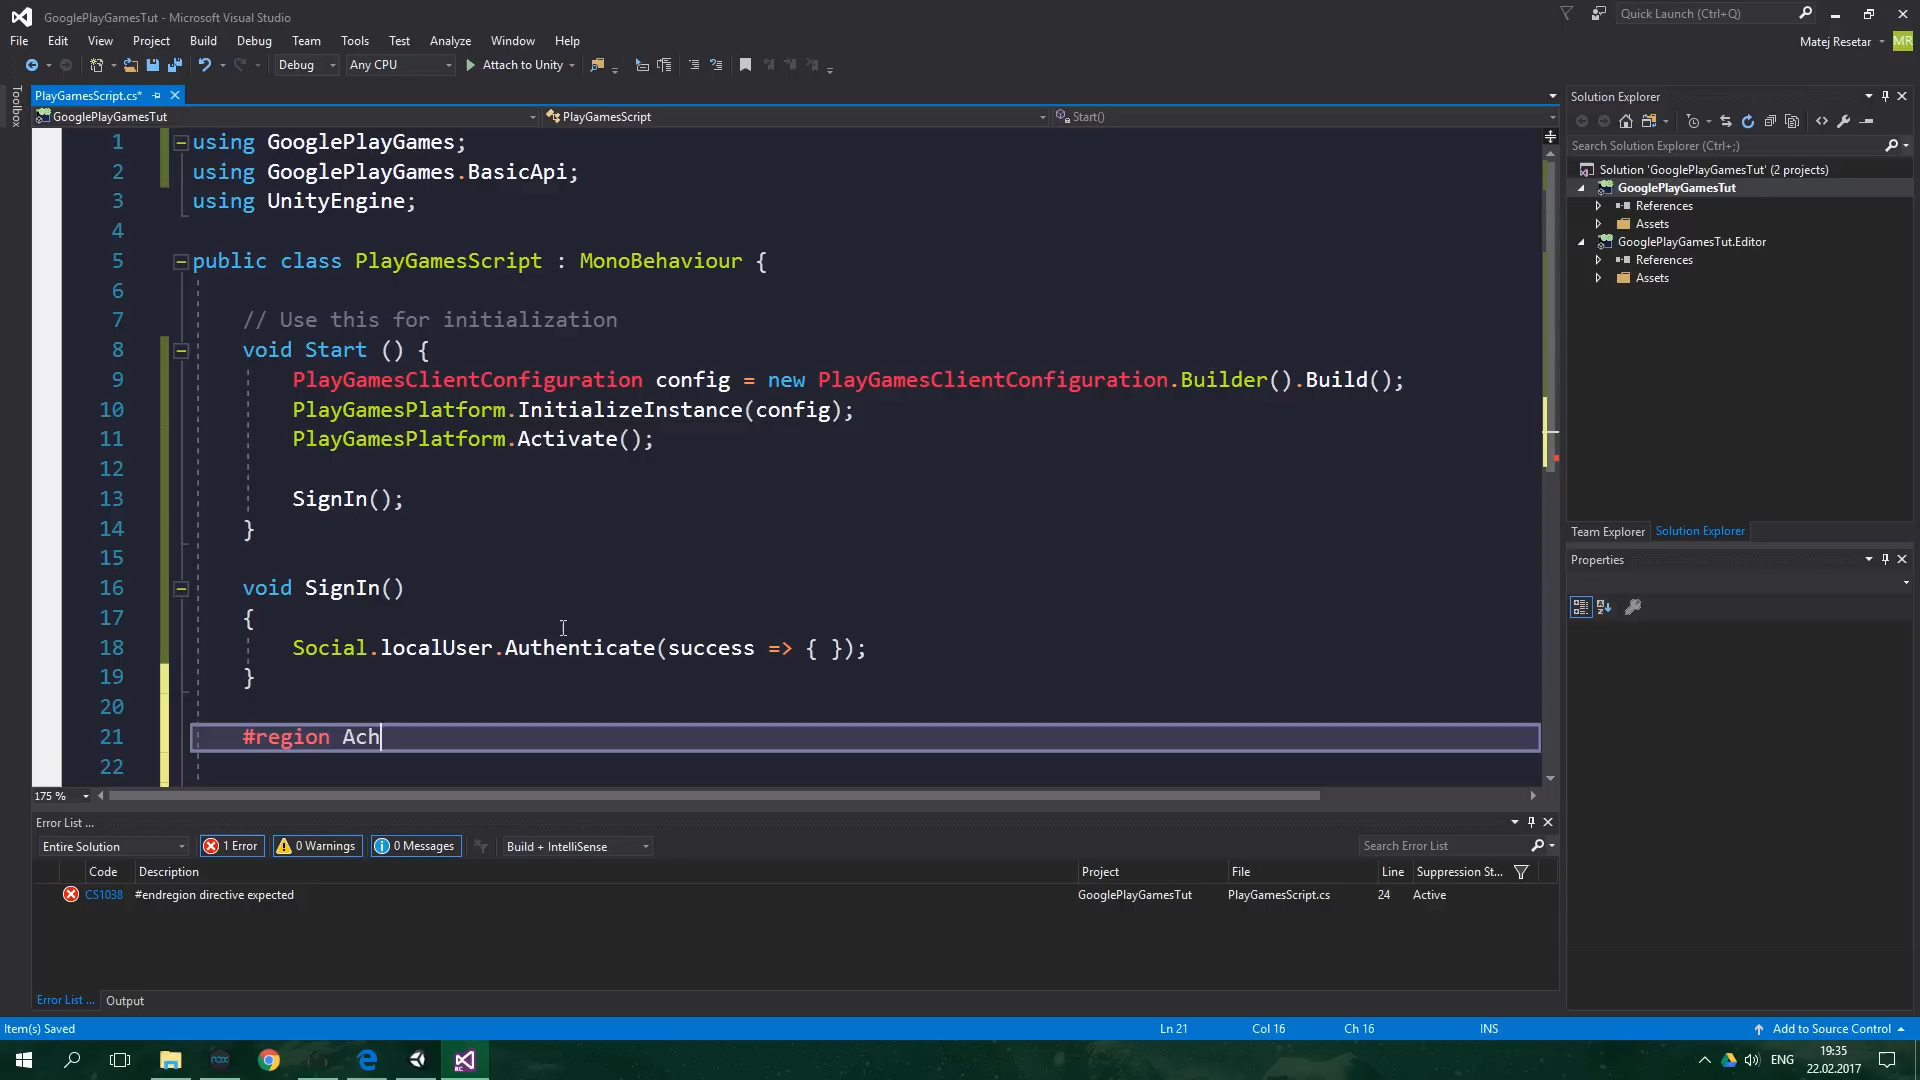 GooglePlayGamesTut - Microsoft Visual Studio
Quick Launch (Ctrl+Q)
File Edit View Project Build Debug Team Tools Test Analyze Window Help
Matej Resetar MR
Debug Any CPU Attach to Unity
Toolbox
PlayGamesScript.cs*
GooglePlayGamesTut PlayGamesScript Start()
1 using GooglePlayGames;
2 using GooglePlayGames.BasicApi;
3 using UnityEngine;
4
5 public class PlayGamesScript : MonoBehaviour {
6
7 // Use this for initialization
8 void Start () {
9 PlayGamesClientConfiguration config = new PlayGamesClientConfiguration.Builder().Build();
10 PlayGamesPlatform.InitializeInstance(config);
11 PlayGamesPlatform.Activate();
12
13 SignIn();
14 }
15
16 void SignIn()
17 {
18 Social.localUser.Authenticate(success => { });
19 }
20
21 #region Ach
22
175 %
Solution Explorer
Search Solution Explorer (Ctrl+;)
Solution 'GooglePlayGamesTut' (2 projects)
GooglePlayGamesTut
References
Assets
GooglePlayGamesTut.Editor
References
Assets
Team Explorer Solution Explorer
Properties
Error List ...
Entire Solution 1 Error 0 Warnings 0 Messages Build + IntelliSense Search Error List
Code Description Project File Line Suppression St...
CS1038 #endregion directive expected GooglePlayGamesTut PlayGamesScript.cs 24 Active
Error List ... Output
Item(s) Saved Ln 21 Col 16 Ch 16 INS Add to Source Control
nox
RC
ENG
19:35
22.02.2017